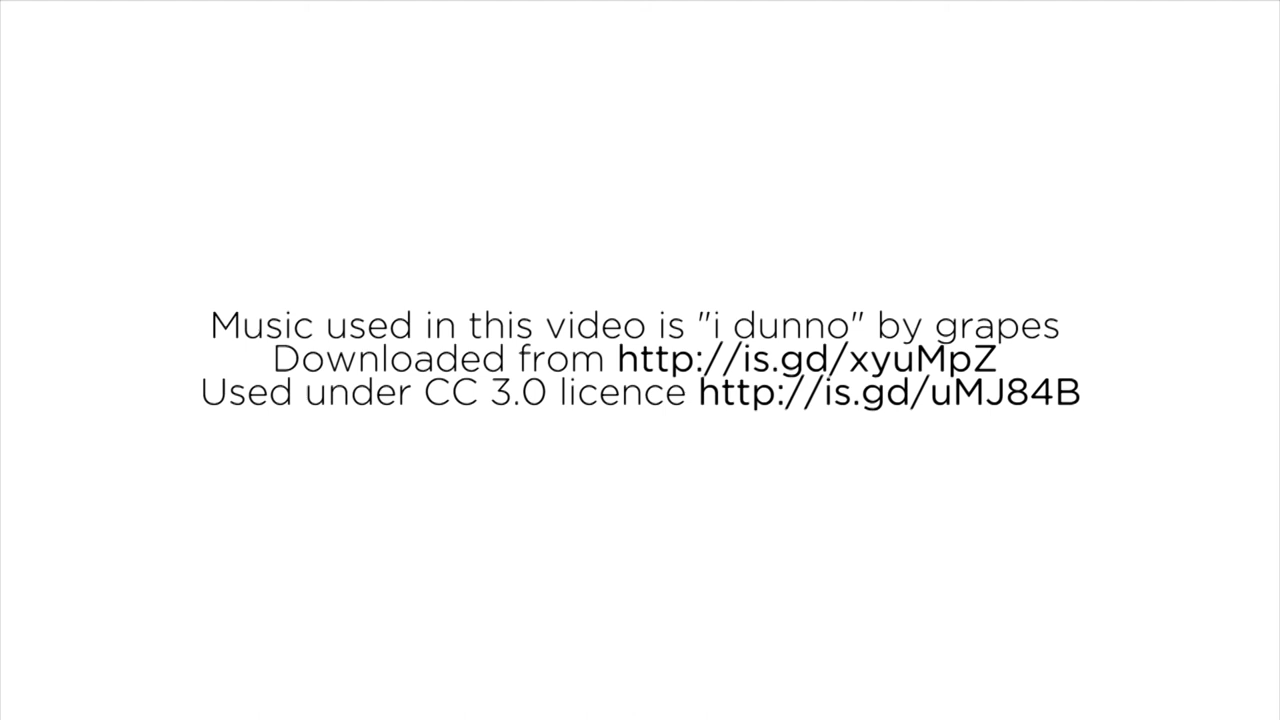 Music used in this video is "i dunno" by grapes
Downloaded from http://is.gd/xyuMpZ
Used under CC 3.0 licence http://is.gd/uMJ84B